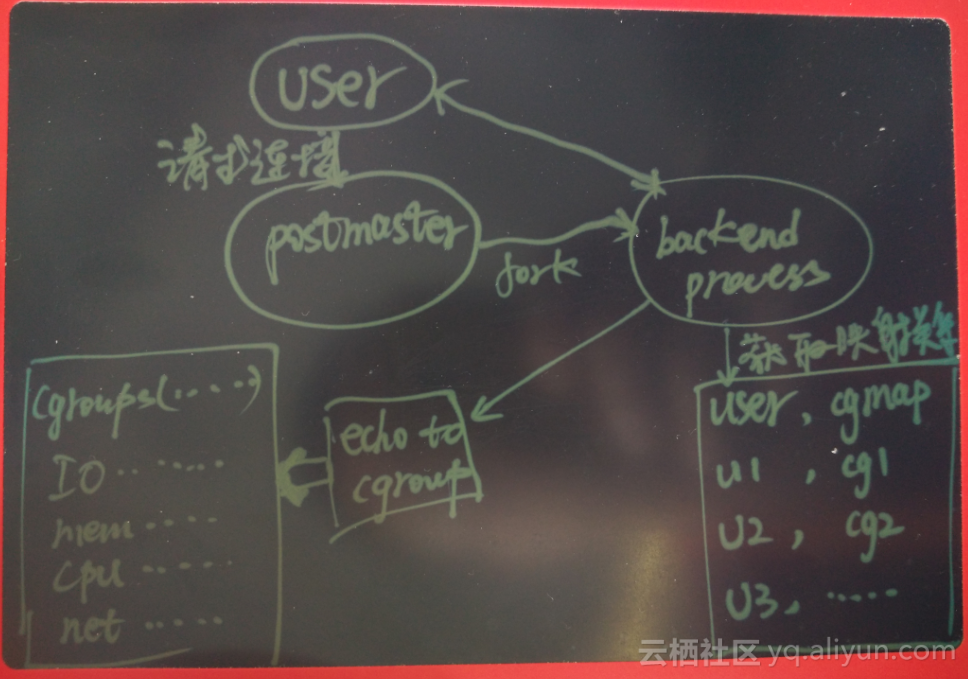 user
请求连接
postmaster
fork
backend
process
获取映射关系
cgroups(.....)
IO .......
mem .....
cpu .....
net .....
echo to
cgroup
user, cgmap
u1, cg1
u2, cg2
u3, .....
云栖社区 yq.aliyun.com